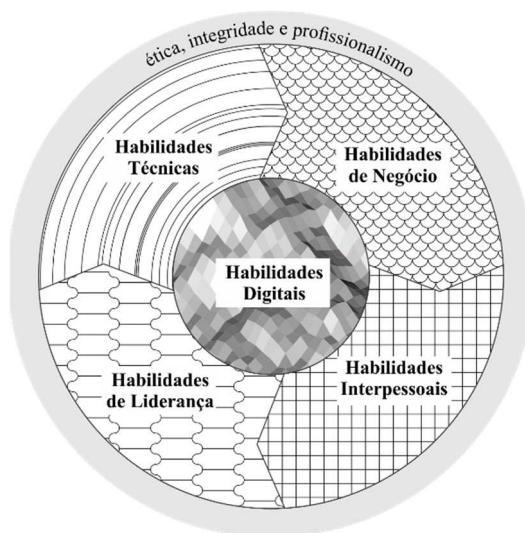 ética, integridade e profissionalismo
Habilidades
Técnicas
Habilidades
de Negócio
Habilidades
Digitais
Habilidades
de Liderança
Habilidades
Interpessoais